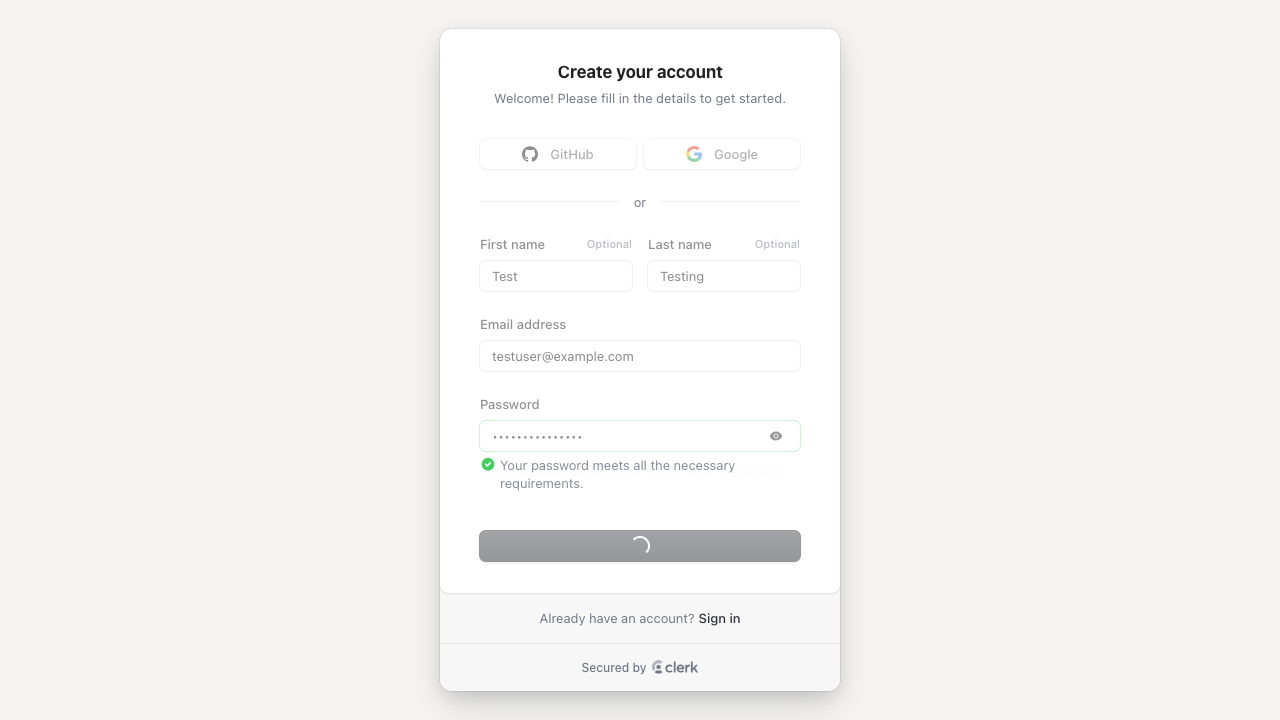 Create your account
Welcome! Please fill in the details to get started.
GitHub
Google
or
First name
Optional
Last name
Optional
Test
Testing
Email address
testuser@example.com
Password
•••••••••••••••
Your password meets all the necessary
requirements.
Already have an account? Sign in
Secured by clerk